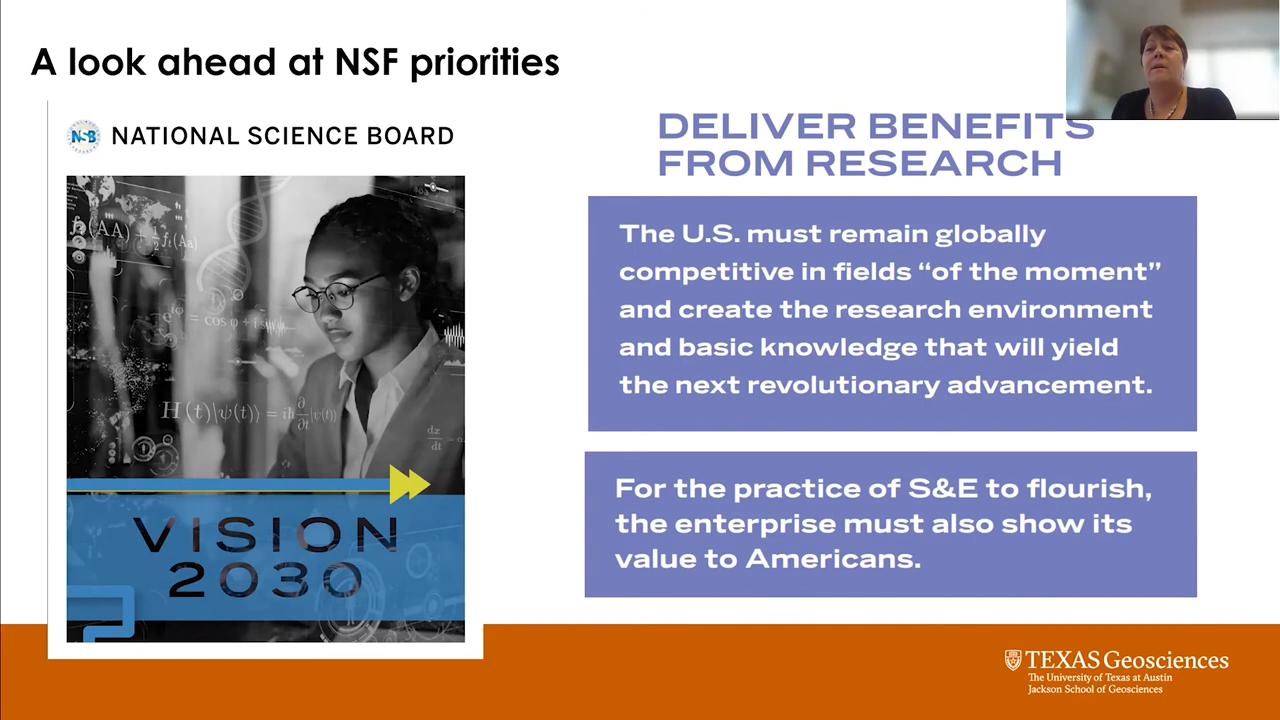 A look ahead at NSF priorities
NSB NATIONAL SCIENCE BOARD
VISION
2030
DELIVER BENEFITS
FROM RESEARCH
The U.S. must remain globally
competitive in fields “of the moment”
and create the research environment
and basic knowledge that will yield
the next revolutionary advancement.
For the practice of S&E to flourish,
the enterprise must also show its
value to Americans.
TEXAS Geosciences
The University of Texas at Austin
Jackson School of Geosciences